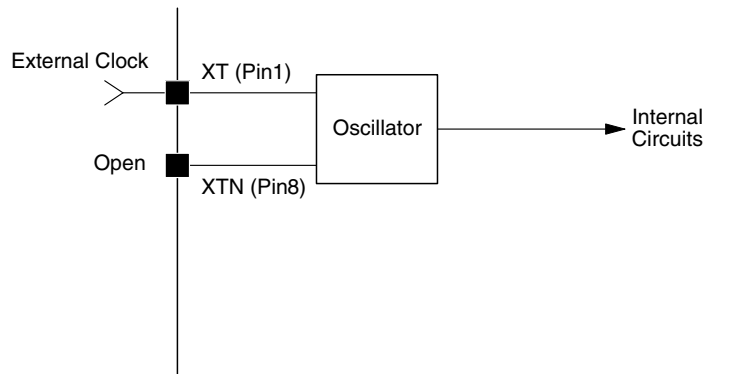 External Clock
XT (Pin1)
Oscillator
Internal
Circuits
Open
XTN (Pin8)